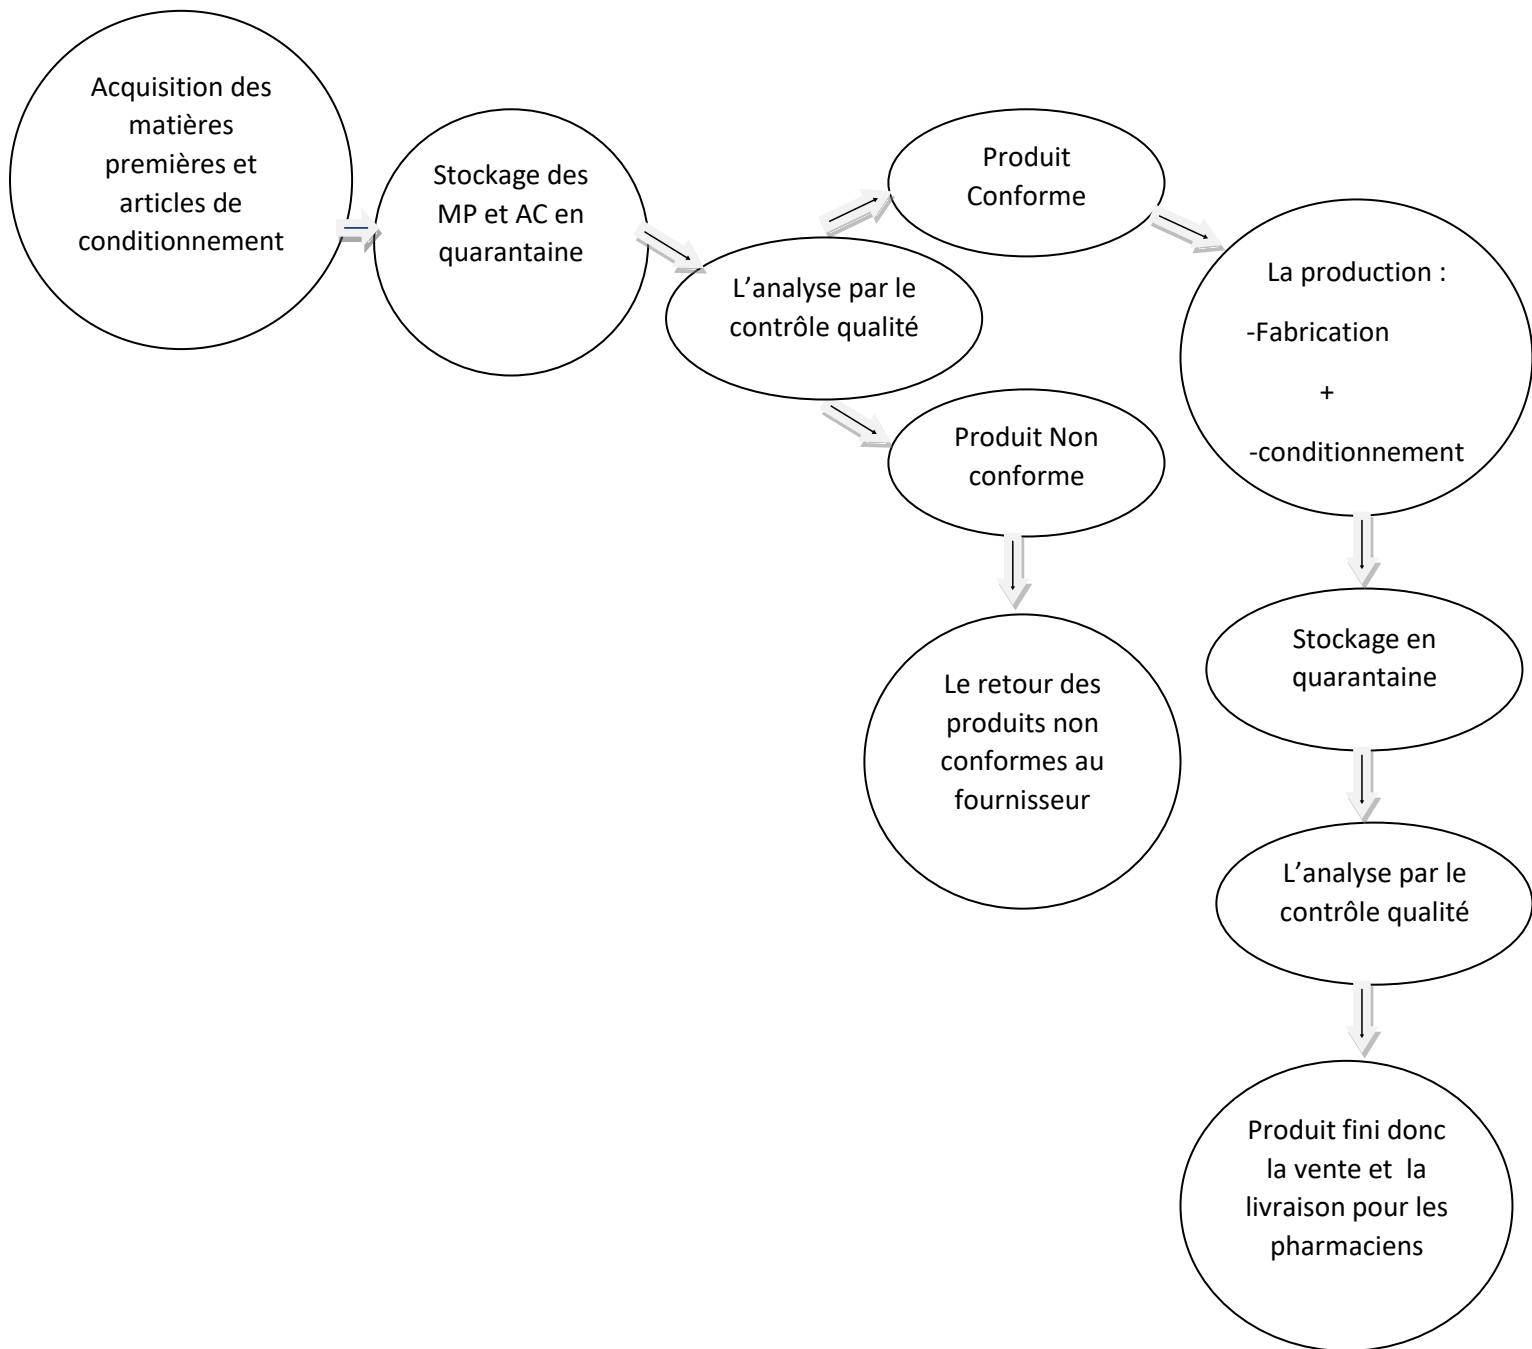 Acquisition des
matières
premières et
articles de
conditionnement
Stockage des
MP et AC en
quarantaine
L’analyse par le
contrôle qualité
Produit
Conforme
Produit Non
conforme
Le retour des
produits non
conformes au
fournisseur
La production :
-Fabrication
+
-conditionnement
Stockage en
quarantaine
L’analyse par le
contrôle qualité
Produit fini donc
la vente et  la
livraison pour les
pharmaciens